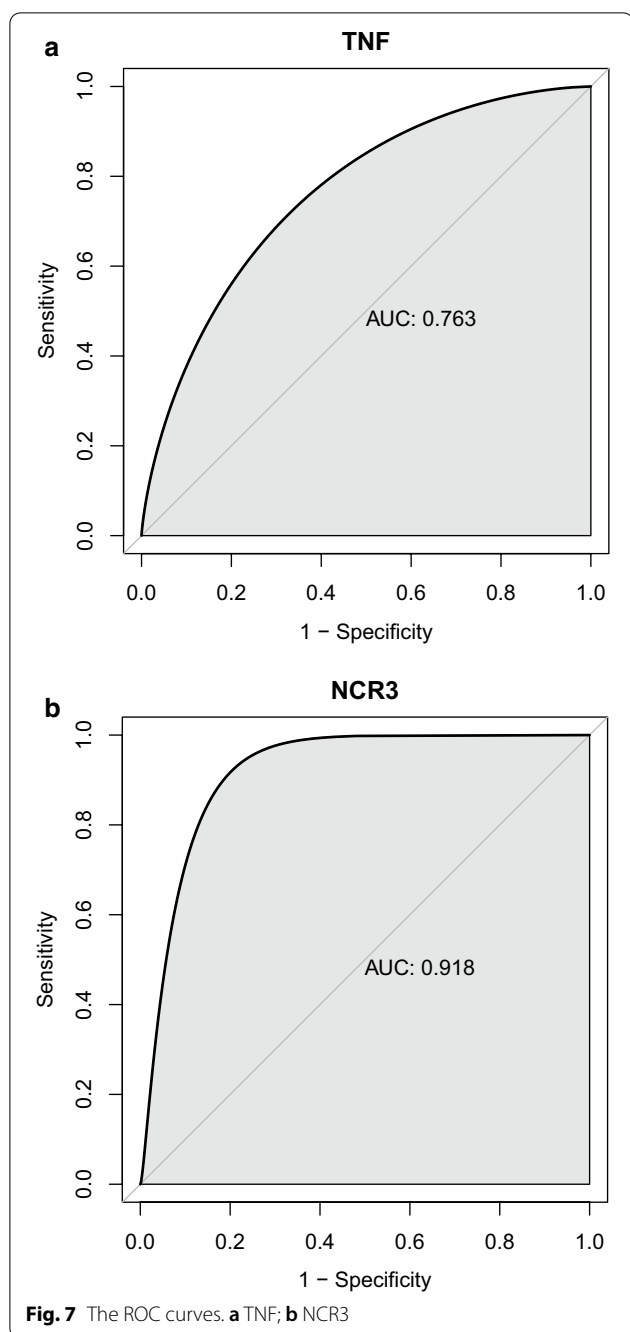 a
TNF
Sensitivity
1.0
0.8
0.6
0.4
0.2
0.0
AUC: 0.763
0.0 0.2 0.4 0.6 0.8 1.0
1 − Specificity
b
NCR3
Sensitivity
1.0
0.8
0.6
0.4
0.2
0.0
AUC: 0.918
0.0 0.2 0.4 0.6 0.8 1.0
1 − Specificity
Fig. 7 The ROC curves. a TNF; b NCR3